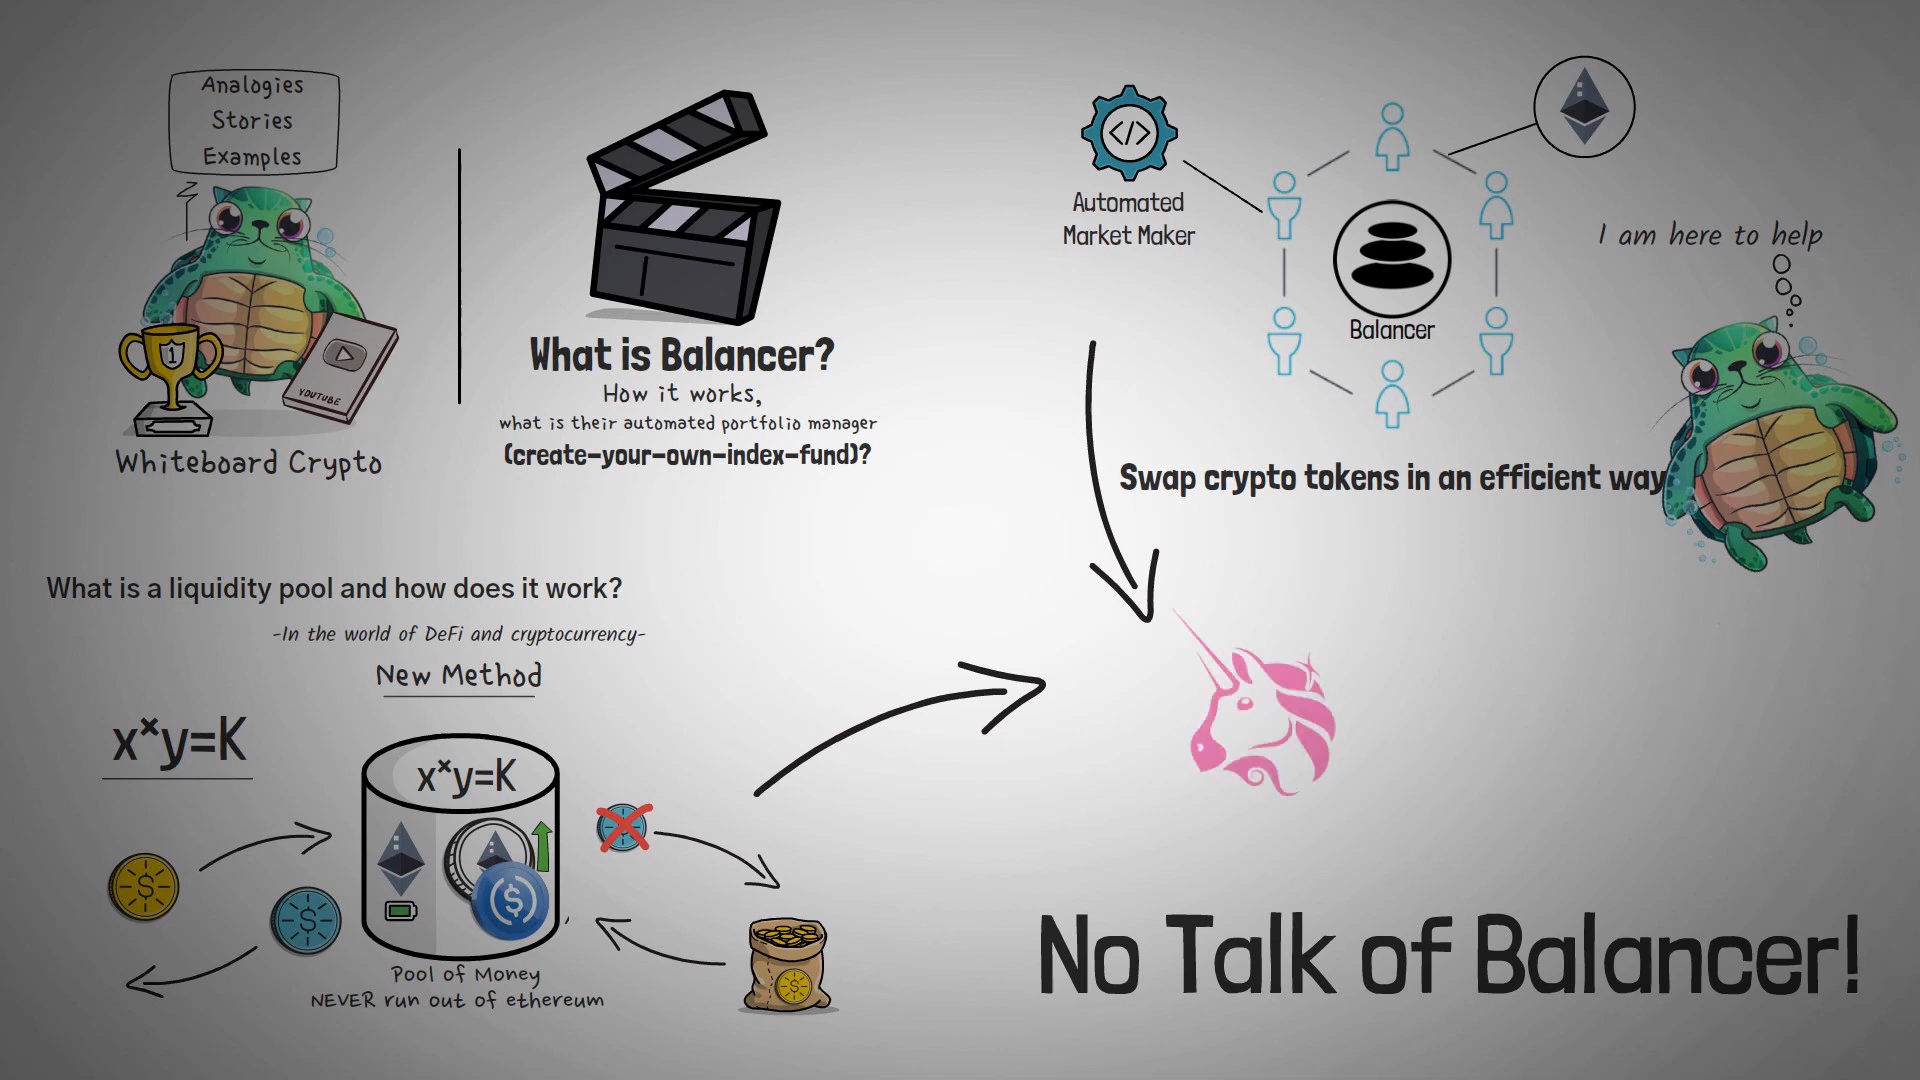 Analogies
Stories
Examples
1
YOUTUBE
Whiteboard Crypto
What is Balancer?
How it works,
what is their automated portfolio manager
(create-your-own-index-fund)?
</>
Automated
Market Maker
Balancer
I am here to help
Swap crypto tokens in an efficient way
What is a liquidity pool and how does it work?
-In the world of DeFi and cryptocurrency-
New Method
x×y=K
x×y=K
$
$
$
$
Pool of Money
NEVER run out of ethereum
No Talk of Balancer!